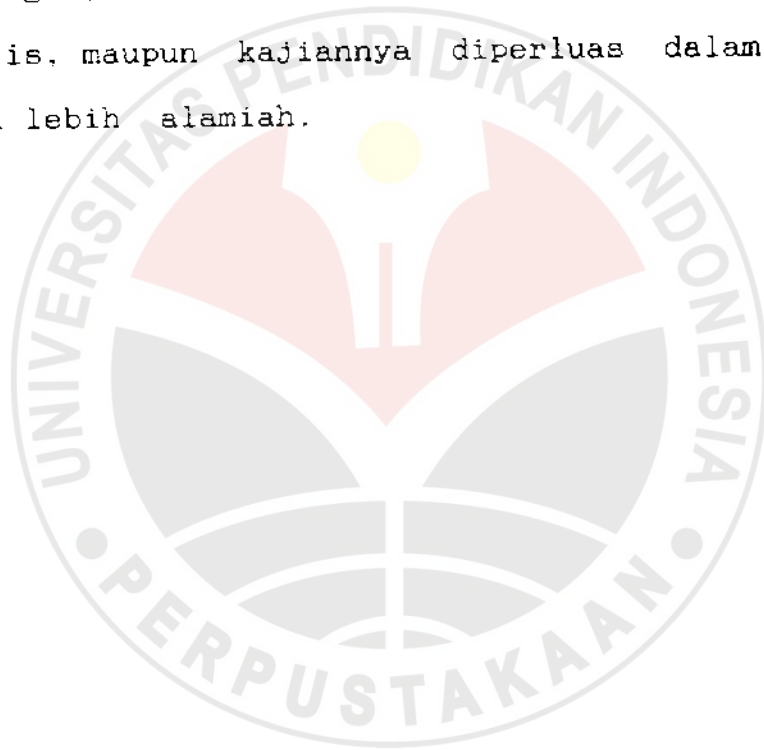 is, maupun kajiannya diperluas dalam
lebih alamiah.
UNIVERSITAS PENDIDIKAN INDONESIA
PERPUSTAKAAN